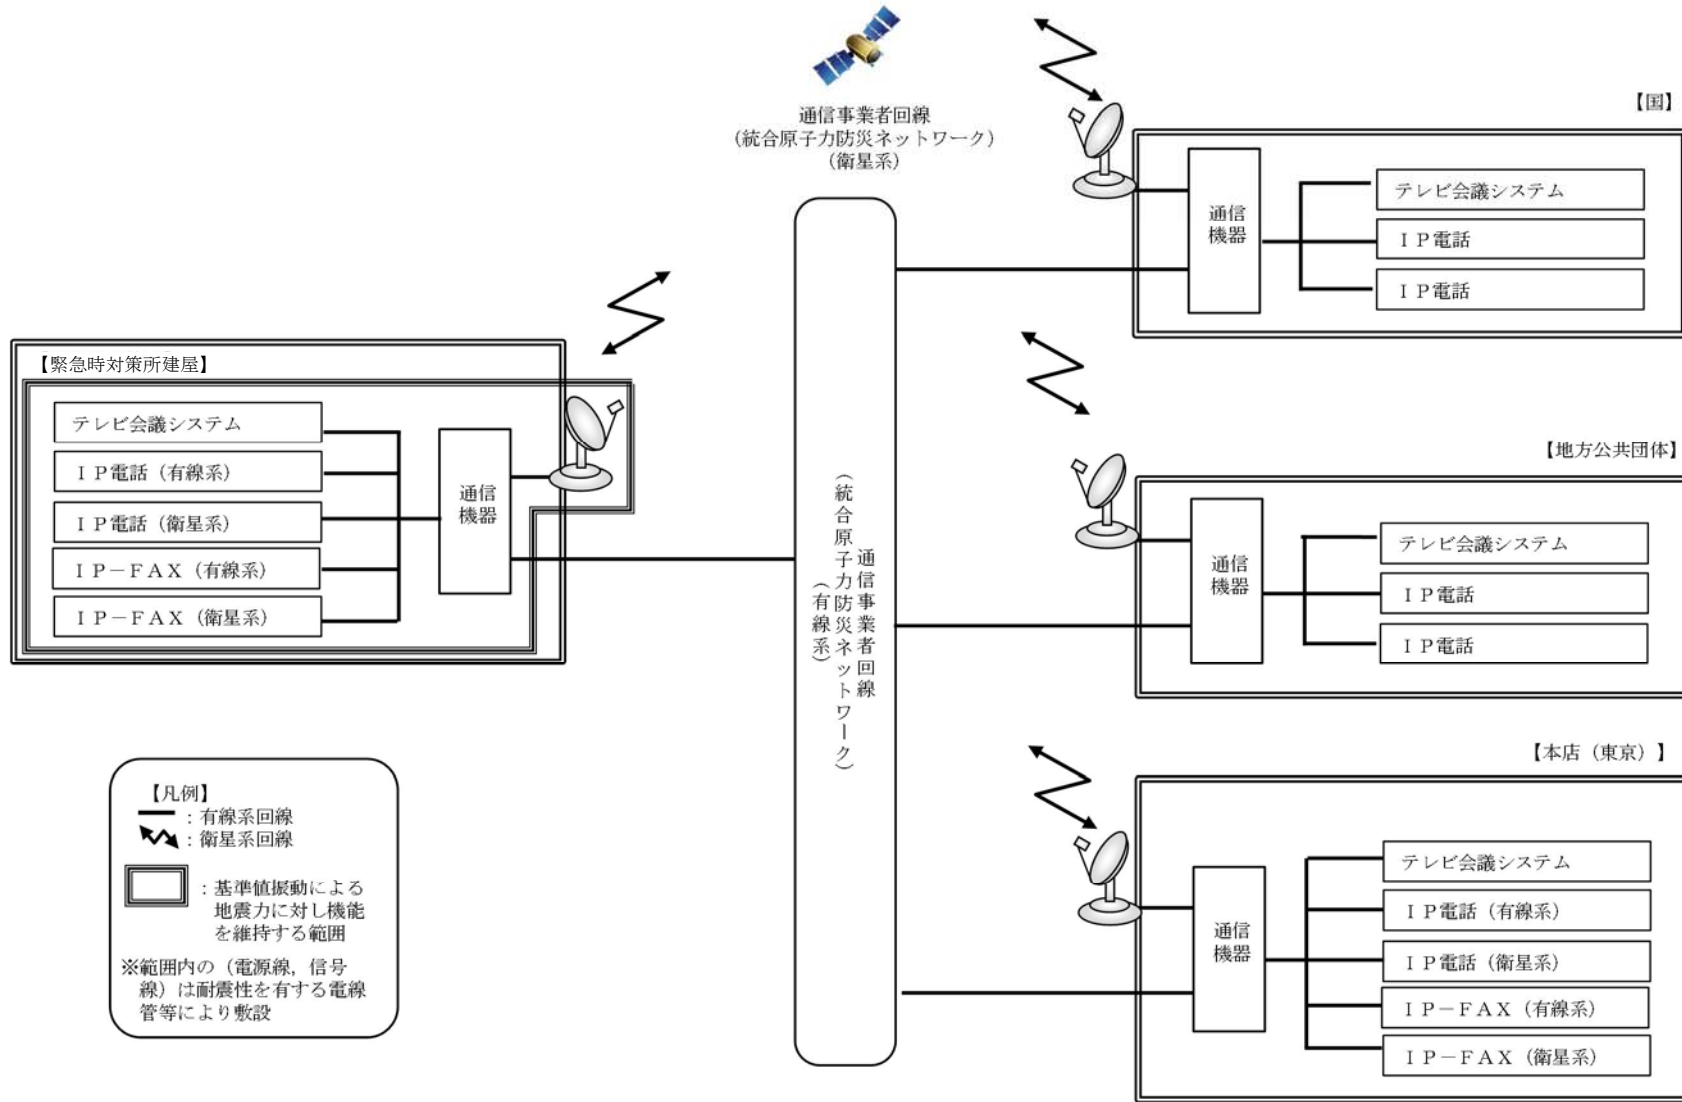 通信事業者回線
(統合原子力防災ネットワーク)
(衛星系)
【国】
通信
機器
テレビ会議システム
ＩＰ電話
ＩＰ電話
【緊急時対策所建屋】
テレビ会議システム
ＩＰ電話（有線系）
ＩＰ電話（衛星系）
ＩＰ－ＦＡＸ（有線系）
ＩＰ－ＦＡＸ（衛星系）
通信
機器
通信事業者回線
（統合原子力防災ネットワーク）
（有線系）
【地方公共団体】
通信
機器
テレビ会議システム
ＩＰ電話
ＩＰ電話
【本店（東京）】
通信
機器
テレビ会議システム
ＩＰ電話（有線系）
ＩＰ電話（衛星系）
ＩＰ－ＦＡＸ（有線系）
ＩＰ－ＦＡＸ（衛星系）
【凡例】
：有線系回線
：衛星系回線
：基準値振動による
地震力に対し機能
を維持する範囲
※範囲内の（電源線，信号
線）は耐震性を有する電線
管等により敷設